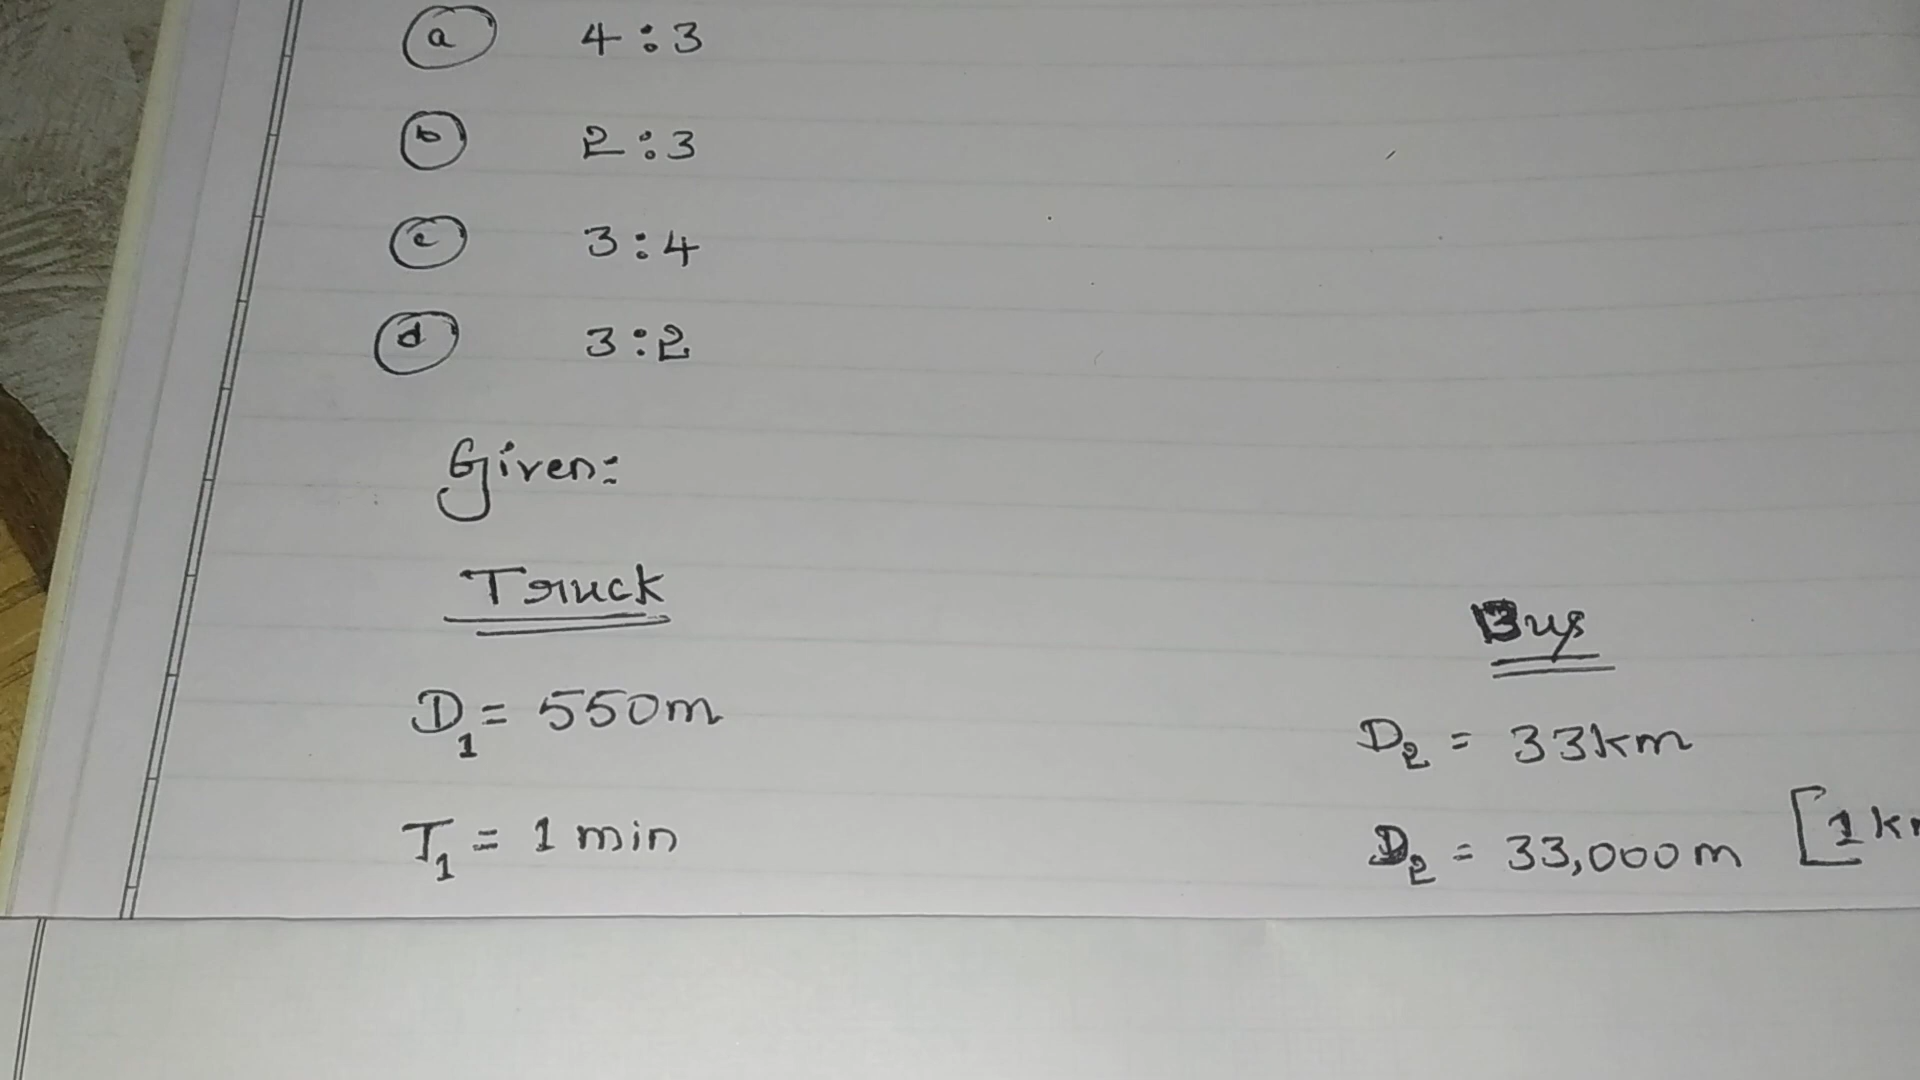 a 4:3
b 2:3
c 3:4
d 3:2
Given:
Truck
Bus
D1 = 550m
D2 = 33km
T1 = 1 min
D2 = 33,000m [1k